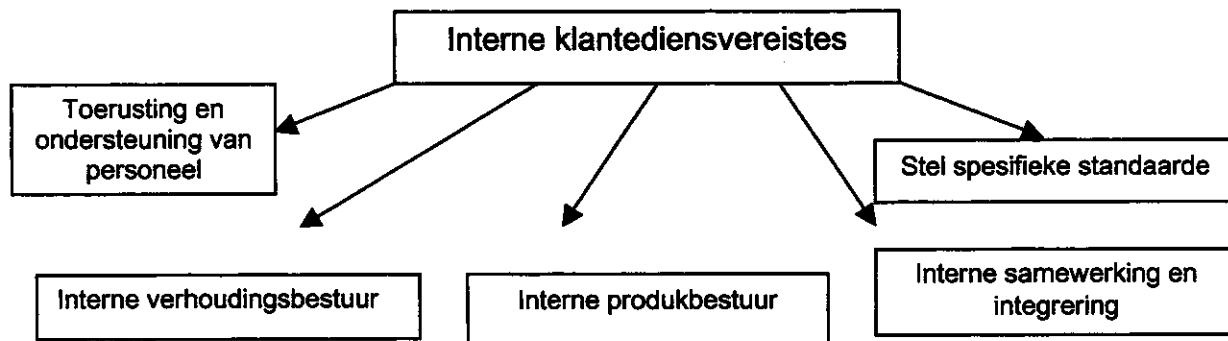 Interne klantediensvereistes
Toerusting en
ondersteuning van
personeel
Stel spesifieke standaarde
Interne verhoudingsbestuur
Interne produkbestuur
Interne samewerking en
integrering